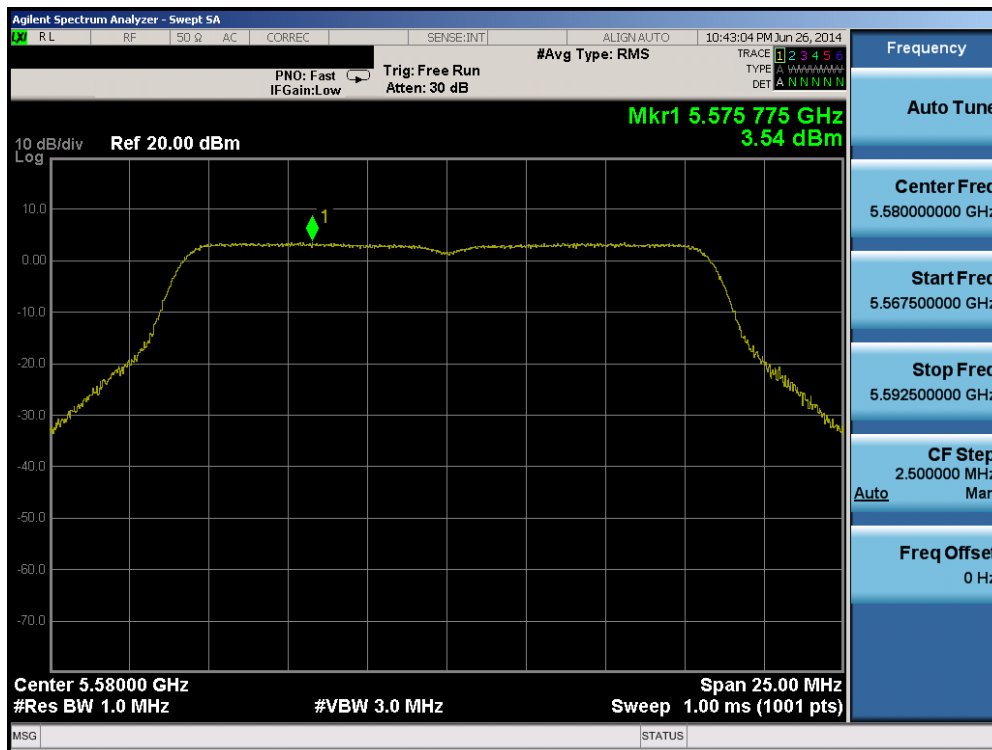 Agilent Spectrum Analyzer - Swept SA
LXI RL RF 50 Ω AC CORREC SENSE:INT ALIGN AUTO 10:43:04 PM Jun 26, 2014
Frequency
#Avg Type: RMS TRACE 1 2 3 4 5 6
PNO: Fast Trig: Free Run TYPE A WWWWW
IFGain:Low Atten: 30 dB DET A N N N N N
Auto Tune
Mkr1 5.575 775 GHz
3.54 dBm
10 dB/div Ref 20.00 dBm
Log
Center Freq
5.580000000 GHz
1
10.0
0.00
-10.0
-20.0
-30.0
-40.0
-50.0
-60.0
-70.0
Start Freq
5.567500000 GHz
Stop Freq
5.592500000 GHz
CF Step
2.500000 MHz
Auto Man
Freq Offset
0 Hz
Center 5.58000 GHz Span 25.00 MHz
#Res BW 1.0 MHz #VBW 3.0 MHz Sweep 1.00 ms (1001 pts)
MSG STATUS